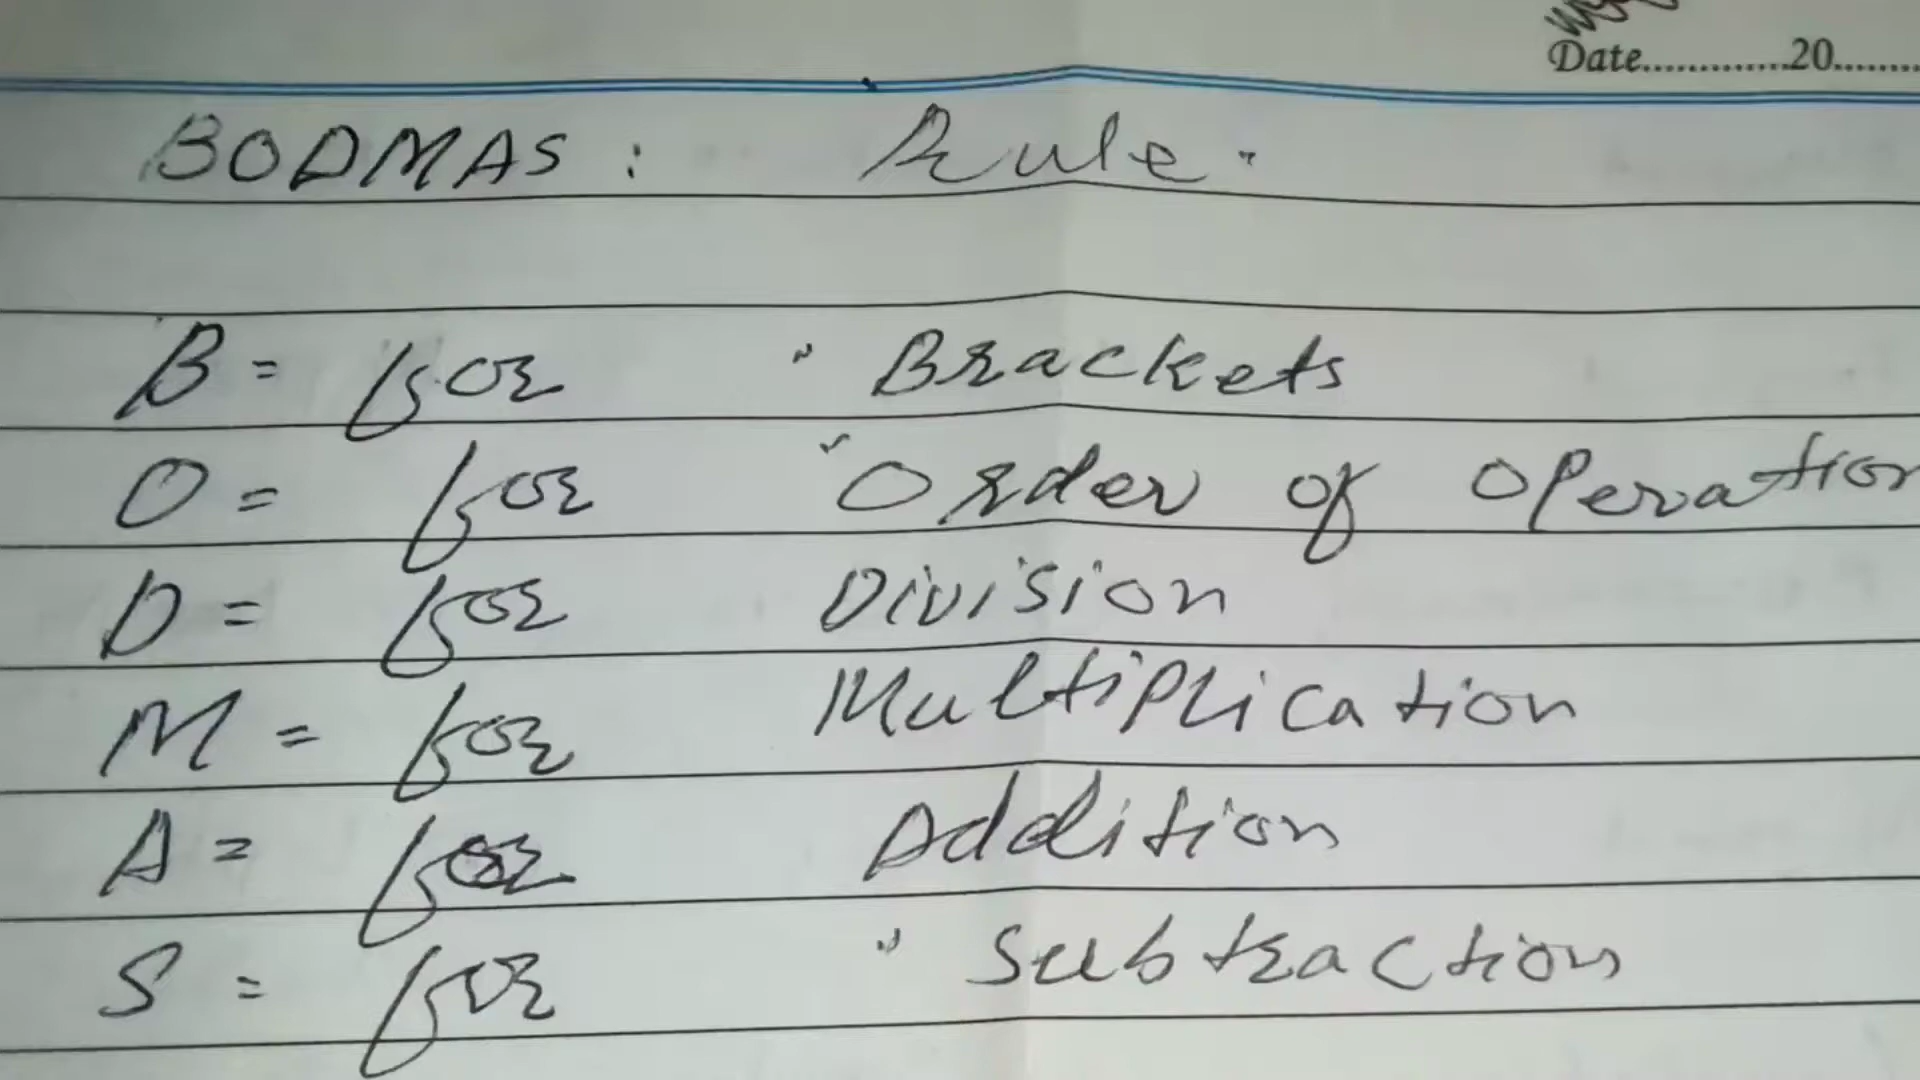 Date.............20........
BODMAS : Rule.
B = for " Brackets
O = for "Order of Operation
D = for Division
M = for Multiplication
A = for Addition
S = for " Subtraction